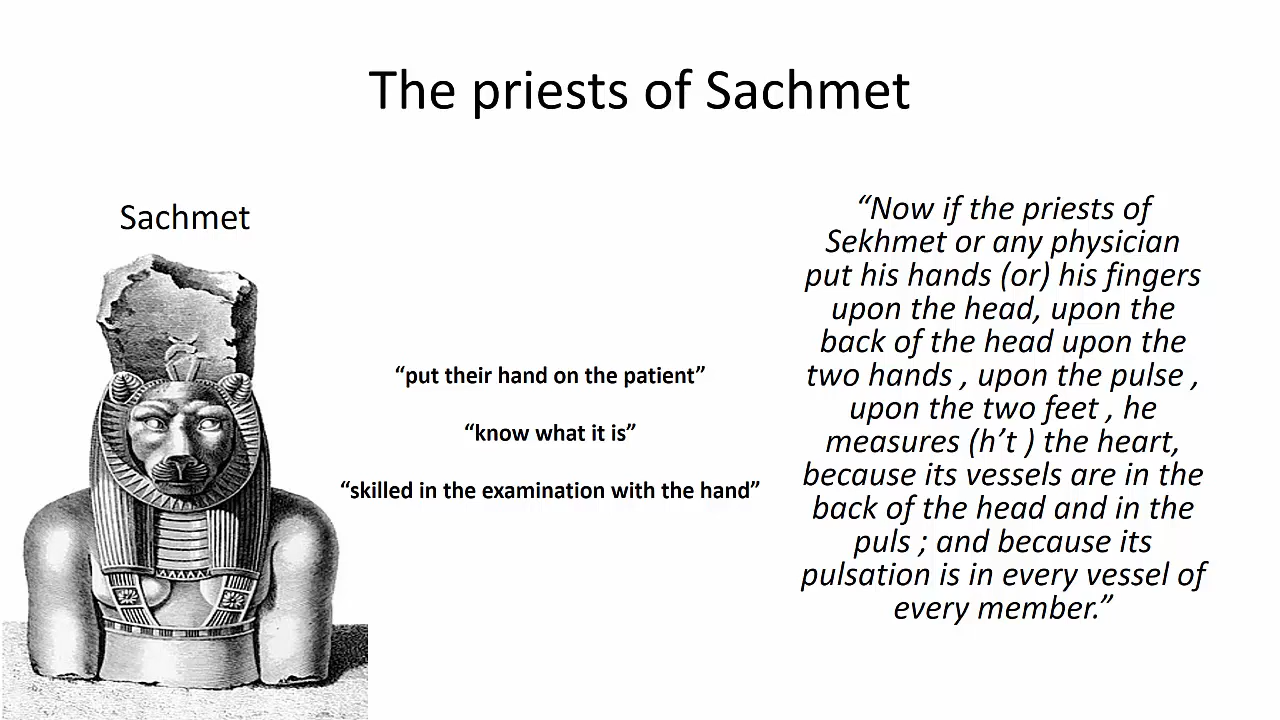 The priests of Sachmet
Sachmet
“put their hand on the patient”
“know what it is”
“skilled in the examination with the hand”
“Now if the priests of
Sekhmet or any physician
put his hands (or) his fingers
upon the head, upon the
back of the head upon the
two hands , upon the pulse ,
upon the two feet , he
measures (h’t ) the heart,
because its vessels are in the
back of the head and in the
puls ; and because its
pulsation is in every vessel of
every member.”